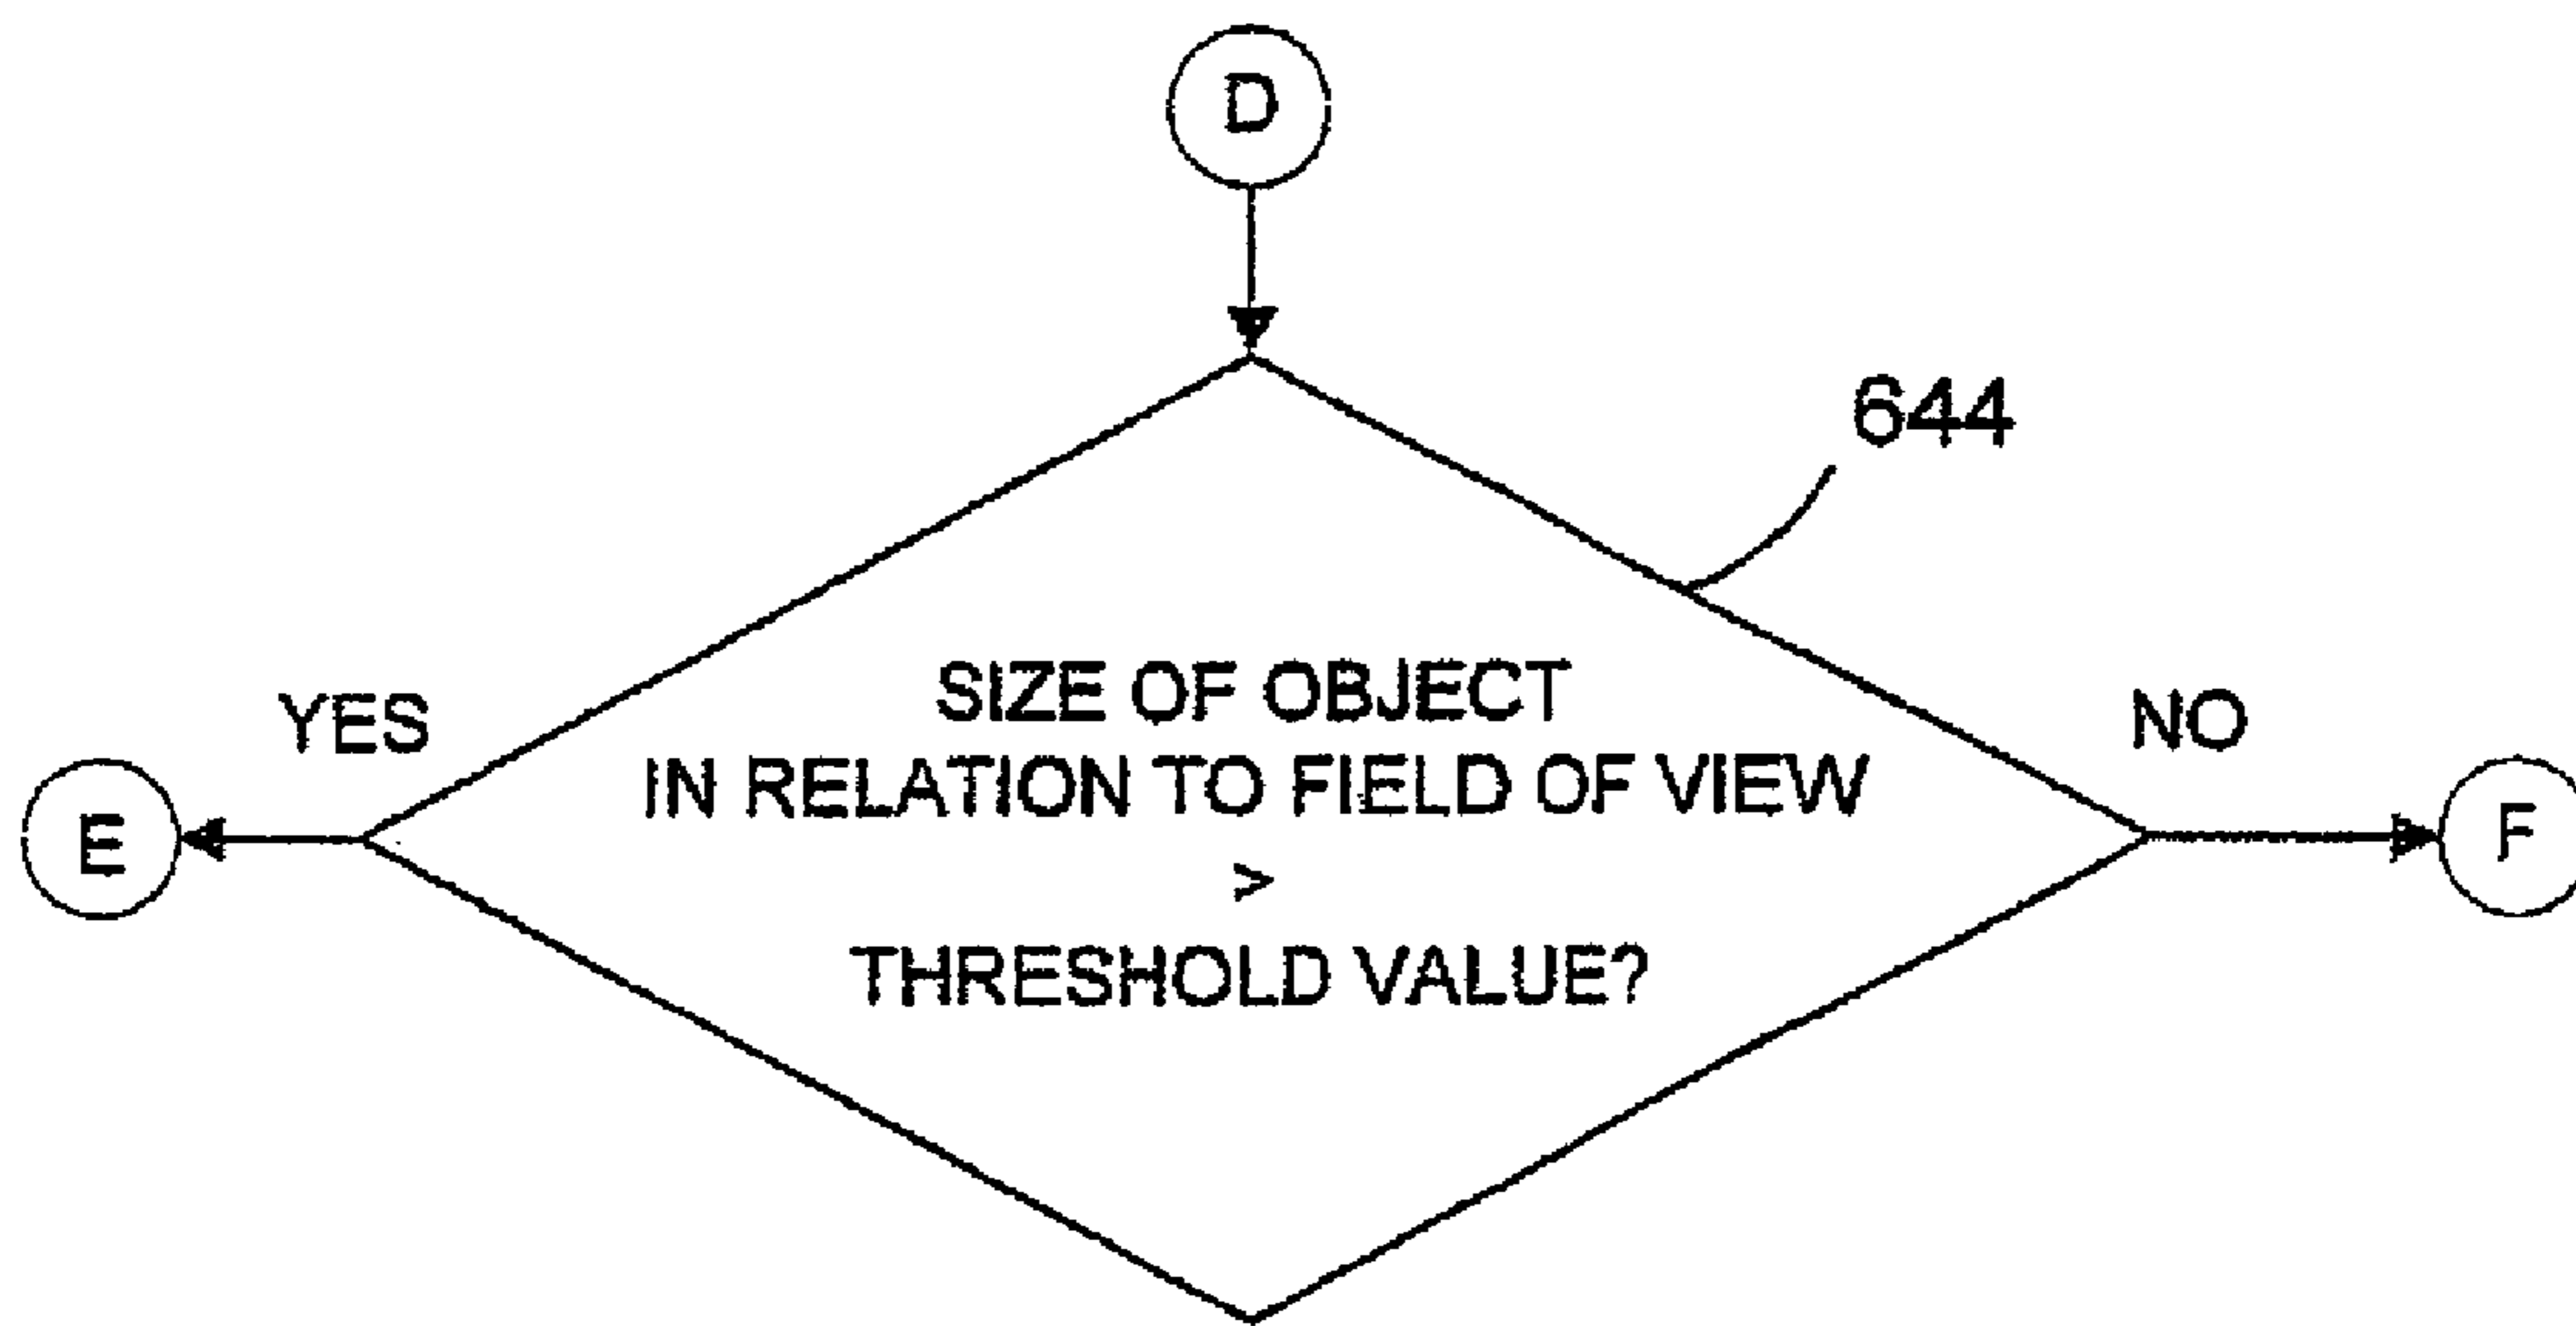 D
644
SIZE OF OBJECT
IN RELATION TO FIELD OF VIEW
>
THRESHOLD VALUE?
YES
NO
E
F